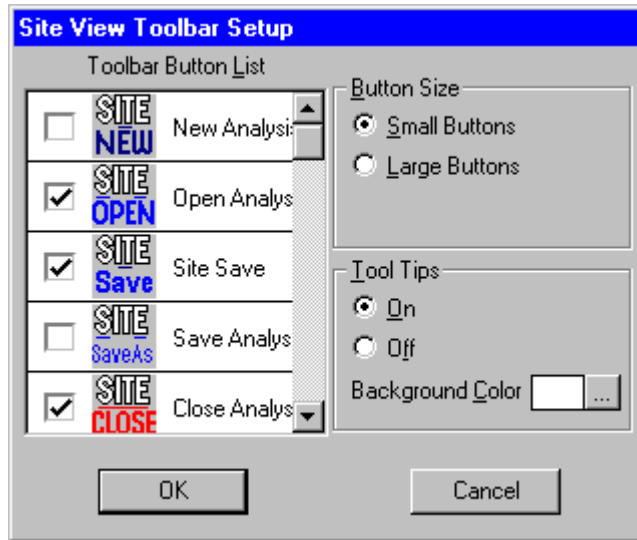 Site View Toolbar Setup
Toolbar Button List
SITE
NEW
New Analysi
SITE
OPEN
Open Analys
SITE
Save
Site Save
SITE
SaveAs
Save Analys
SITE
CLOSE
Close Analys
Button Size
Small Buttons
Large Buttons
Tool Tips
On
Off
Background Color
...
OK
Cancel